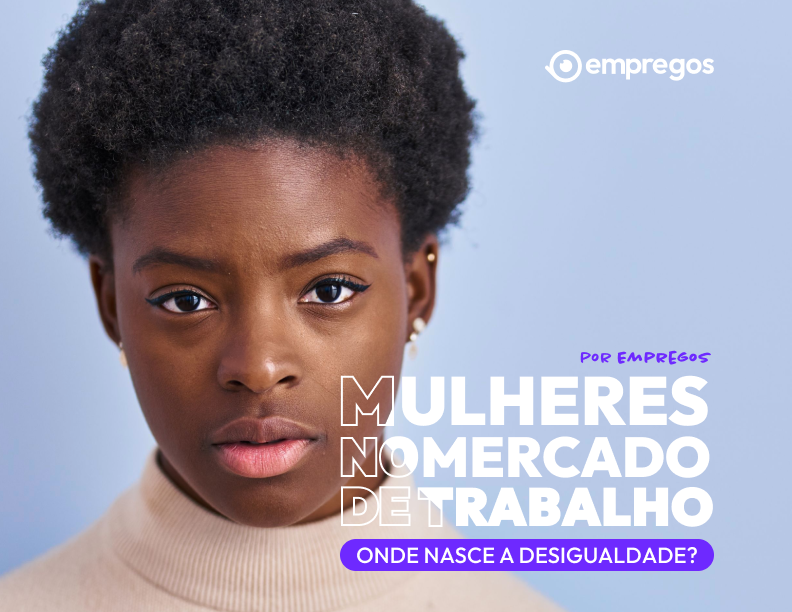 empregos
POR EMPREGOS
MULHERES
NO MERCADO
DE TRABALHO
ONDE NASCE A DESIGUALDADE?